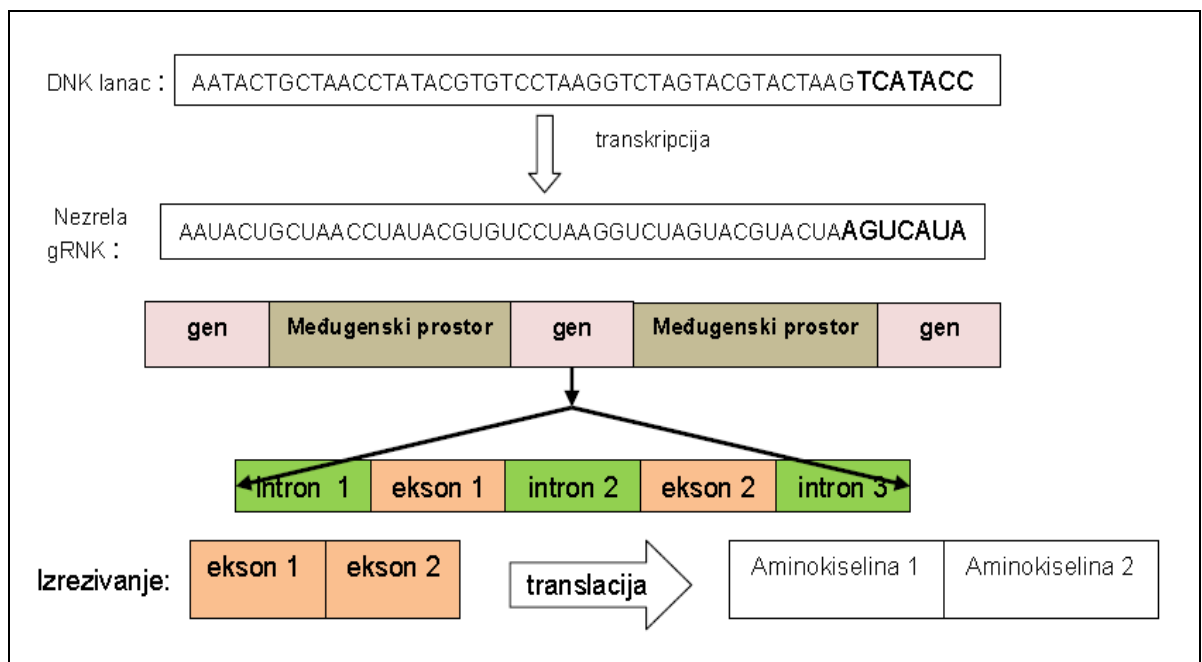 DNK lanac : AATACTGCTAACCTATACGTGTCCTAAGGTCTAGTACGTACTAAGTCATACC
transkripcija
Nezrela
gRNK : AAUACUGCUAACCUAUACGUGUCCUAAGGUCUAGUACGUACUAAGUCAUA
gen Međugenski prostor gen Međugenski prostor gen
intron 1 ekson 1 intron 2 ekson 2 intron 3
Izrezivanje: ekson 1 ekson 2 translacija Aminokiselina 1 Aminokiselina 2